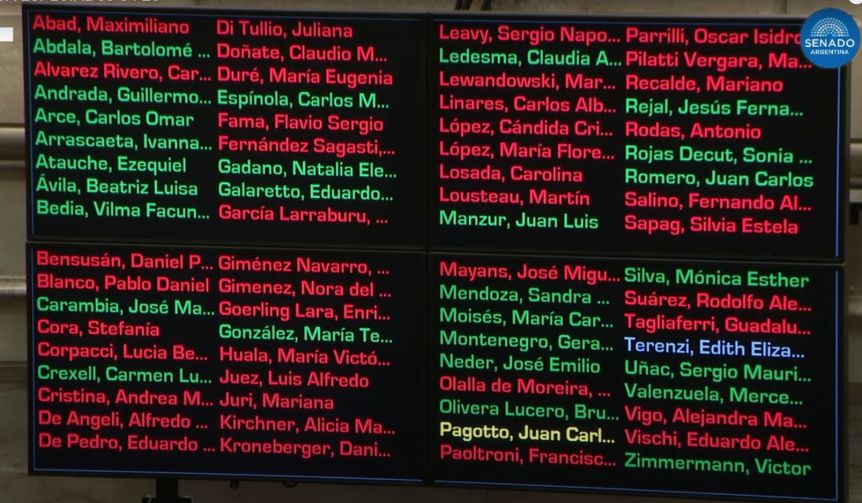 SENADO
ARGENTINA
Abad, Maximiliano
Abdala, Bartolomé ...
Alvarez Rivero, Car...
Andrada, Guillermo...
Arce, Carlos Omar
Arrascaeta, Ivanna...
Atauche, Ezequiel
Ávila, Beatriz Luisa
Bedia, Vilma Facun...
Di Tullio, Juliana
Doñate, Claudio M...
Duré, María Eugenia
Espínola, Carlos M...
Fama, Flavio Sergio
Fernández Sagasti,...
Gadano, Natalia Ele...
Galaretto, Eduardo...
García Larraburu, ...
Leavy, Sergio Napo...
Ledesma, Claudia A...
Lewandowski, Mar...
Linares, Carlos Alb...
López, Cándida Cri...
López, María Flore...
Losada, Carolina
Lousteau, Martín
Manzur, Juan Luis
Parrilli, Oscar Isidro
Pilatti Vergara, Ma...
Recalde, Mariano
Rejal, Jesús Ferna...
Rodas, Antonio
Rojas Decut, Sonia ...
Romero, Juan Carlos
Salino, Fernando Al...
Sapag, Silvia Estela
Bensusán, Daniel P...
Blanco, Pablo Daniel
Carambia, José Ma...
Cora, Stefanía
Corpacci, Lucia Be...
Crexell, Carmen Lu...
Cristina, Andrea M...
De Angeli, Alfredo ...
De Pedro, Eduardo ...
Giménez Navarro, ...
Gimenez, Nora del ...
Goerling Lara, Enri...
González, María Te...
Huala, María Victó...
Juez, Luis Alfredo
Juri, Mariana
Kirchner, Alicia Ma...
Kroneberger, Dani...
Mayans, José Migu...
Mendoza, Sandra ...
Moisés, María Car...
Montenegro, Gera...
Neder, José Emilio
Olalla de Moreira, ...
Olivera Lucero, Bru...
Pagotto, Juan Carl...
Paoltroni, Francisc...
Silva, Mónica Esther
Suárez, Rodolfo Ale...
Tagliaferri, Guadalu...
Terenzi, Edith Eliza...
Uñac, Sergio Mauri...
Valenzuela, Merce...
Vigo, Alejandra Ma...
Vischi, Eduardo Ale...
Zimmermann, Victor